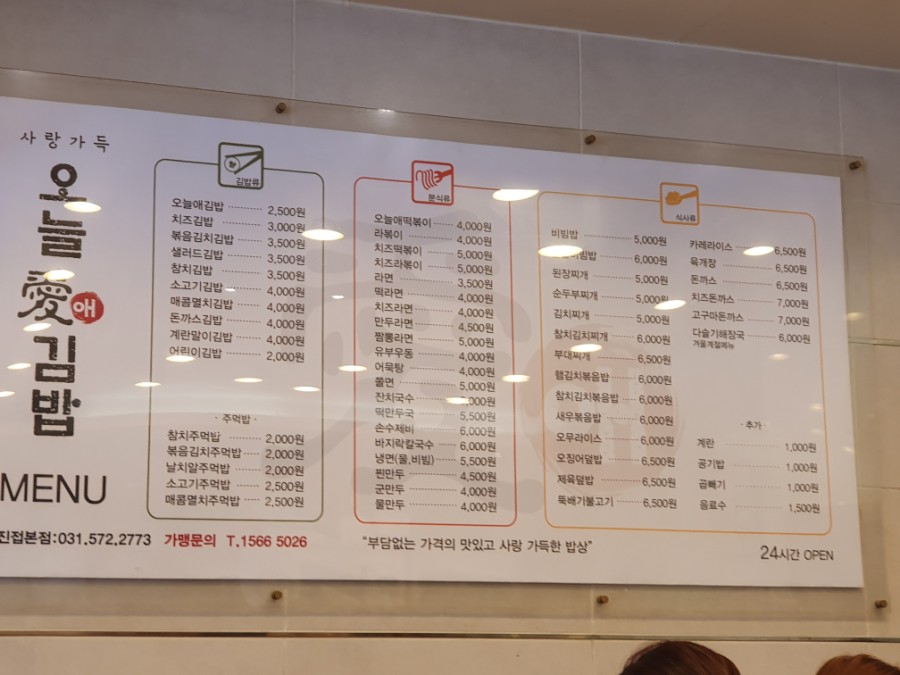 사랑가득
오늘
愛 애
김밥
MENU
김밥류
오늘애김밥 2,500원
치즈김밥 3,000원
볶음김치김밥 3,500원
샐러드김밥 3,500원
참치김밥 3,500원
소고기김밥 4,000원
매콤멸치김밥 4,000원
돈까스김밥 4,000원
계란말이김밥 4,000원
어린이김밥 2,000원
· 주먹밥 ·
참치주먹밥 2,000원
볶음김치주먹밥 2,000원
날치알주먹밥 2,000원
소고기주먹밥 2,500원
매콤멸치주먹밥 2,500원
분식류
오늘애떡볶이 4,000원
라볶이 4,000원
치즈떡볶이 5,000원
치즈라볶이 5,000원
라면 3,500원
떡라면 4,000원
치즈라면 4,000원
만두라면 4,500원
짬뽕라면 5,000원
유부우동 4,000원
어묵탕 4,000원
쫄면 5,000원
잔치국수 5,000원
떡만두국 5,500원
손수제비 6,000원
바지락칼국수 6,000원
냉면(물,비빔) 5,500원
찐만두 4,500원
군만두 4,000원
물만두 4,000원
식사류
비빔밥 5,000원
6,000원
된장찌개 5,000원
순두부찌개 5,000원
김치찌개 5,000원
참치김치찌개 6,000원
부대찌개 6,500원
햄김치볶음밥 6,000원
참치김치볶음밥 6,000원
새우볶음밥 6,000원
오무라이스 6,000원
오징어덮밥 6,500원
제육덮밥 6,500원
뚝배기불고기 6,500원
카레라이스 6,500원
육개장 6,500원
돈까스 6,500원
치즈돈까스 7,000원
고구마돈까스 7,000원
다슬기해장국 6,000원
겨울계절메뉴
· 추가 ·
계란 1,000원
공기밥 1,000원
곱빼기 1,000원
음료수 1,500원
진접본점:031.572.2773 가맹문의 T.1566 5026
"부담없는 가격의 맛있고 사랑 가득한 밥상"
24시간 OPEN